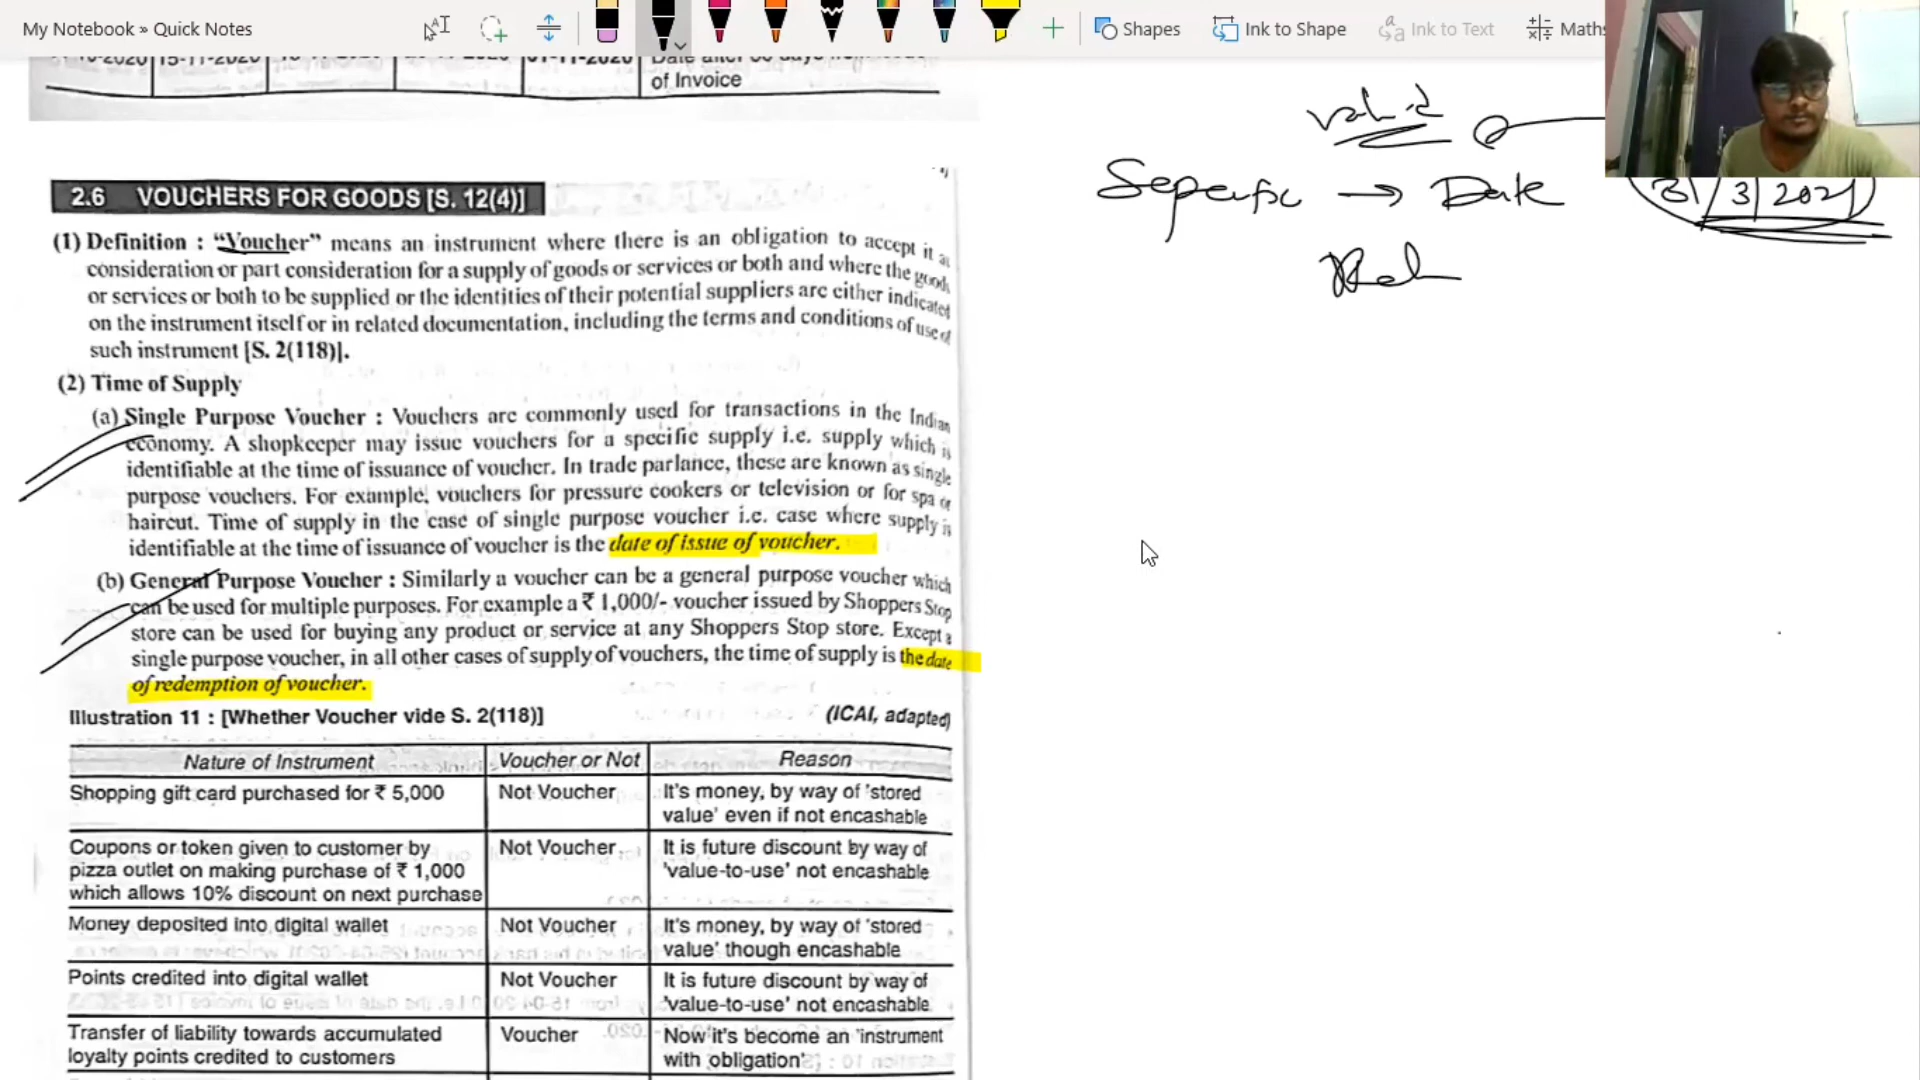 My Notebook » Quick Notes
Shapes
Ink to Shape
Ink to Text
Maths
15-11-2020
01-11-2020
of Invoice
valid
Seperific → Date
31/3/2021
2.6 VOUCHERS FOR GOODS [S. 12(4)]
(1) Definition : “Voucher” means an instrument where there is an obligation to accept it as
consideration or part consideration for a supply of goods or services or both and where the goods
or services or both to be supplied or the identities of their potential suppliers are either indicated
on the instrument itself or in related documentation, including the terms and conditions of use of
such instrument [S. 2(118)].
(2) Time of Supply
(a) Single Purpose Voucher : Vouchers are commonly used for transactions in the Indian
economy. A shopkeeper may issue vouchers for a specific supply i.e. supply which is
identifiable at the time of issuance of voucher. In trade parlance, these are known as single
purpose vouchers. For example, vouchers for pressure cookers or television or for spa or
haircut. Time of supply in the case of single purpose voucher i.e. case where supply is
identifiable at the time of issuance of voucher is the date of issue of voucher.
(b) General Purpose Voucher : Similarly a voucher can be a general purpose voucher which
can be used for multiple purposes. For example a ₹ 1,000/- voucher issued by Shoppers Stop
store can be used for buying any product or service at any Shoppers Stop store. Except a
single purpose voucher, in all other cases of supply of vouchers, the time of supply is the date
of redemption of voucher.
Illustration 11 : [Whether Voucher vide S. 2(118)] (ICAI, adapted)
Nature of Instrument Voucher or Not Reason
Shopping gift card purchased for ₹ 5,000 Not Voucher It's money, by way of 'stored
value' even if not encashable
Coupons or token given to customer by Not Voucher It is future discount by way of
pizza outlet on making purchase of ₹ 1,000 'value-to-use' not encashable
which allows 10% discount on next purchase
Money deposited into digital wallet Not Voucher It's money, by way of 'stored
value' though encashable
Points credited into digital wallet Not Voucher It is future discount by way of
'value-to-use' not encashable
Transfer of liability towards accumulated Voucher Now it's become an 'instrument
loyalty points credited to customers with obligation'